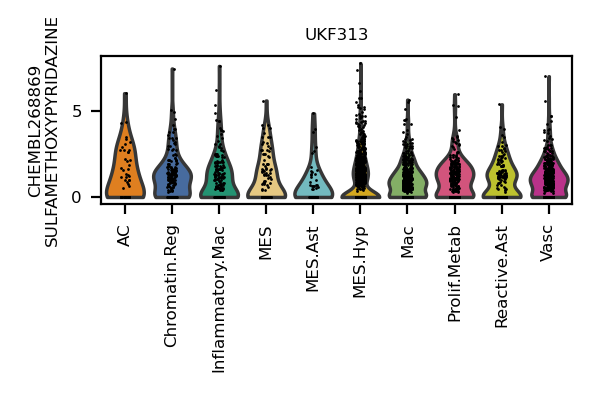 UKF313
CHEMBL268869
SULFAMETHOXYPYRIDAZINE
5
0
AC
Chromatin.Reg
Inflammatory.Mac
MES
MES.Ast
MES.Hyp
Mac
Prolif.Metab
Reactive.Ast
Vasc